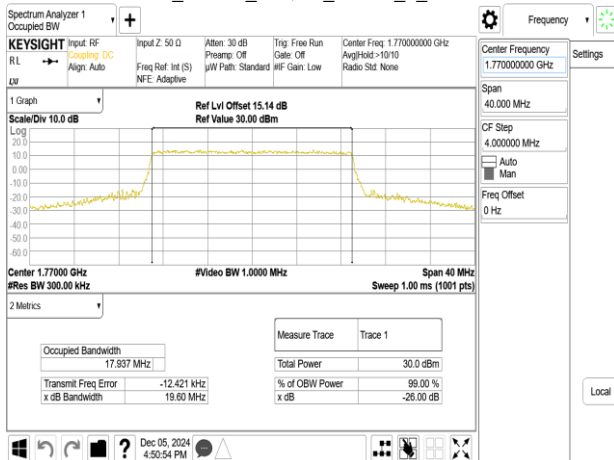 Spectrum Analyzer 1
Occupied BW
+
Frequency
KEYSIGHT
RL
Input: RF
Coupling: DC
Align: Auto
Input Z: 50 Ω
Freq Ref: Int (S)
NFE: Adaptive
Atten: 30 dB
Preamp: Off
µW Path: Standard
Trig: Free Run
Gate: Off
#IF Gain: Low
Center Freq: 1.770000000 GHz
Avg|Hold:>10/10
Radio Std: None
Center Frequency
1.770000000 GHz
Settings
Span
40.000 MHz
CF Step
4.000000 MHz
Auto
Man
Freq Offset
0 Hz
1 Graph
Ref Lvl Offset 15.14 dB
Scale/Div 10.0 dB
Ref Value 30.00 dBm
Log
20.0
10.0
0.00
-10.0
-20.0
-30.0
-40.0
-50.0
-60.0
Center 1.77000 GHz
#Video BW 1.0000 MHz
Span 40 MHz
#Res BW 300.00 kHz
Sweep 1.00 ms (1001 pts)
2 Metrics
Measure Trace
Trace 1
Occupied Bandwidth
17.937 MHz
Total Power
30.0 dBm
Transmit Freq Error
-12.421 kHz
% of OBW Power
99.00 %
x dB Bandwidth
19.60 MHz
x dB
-26.00 dB
Local
?
Dec 05, 2024
4:50:54 PM